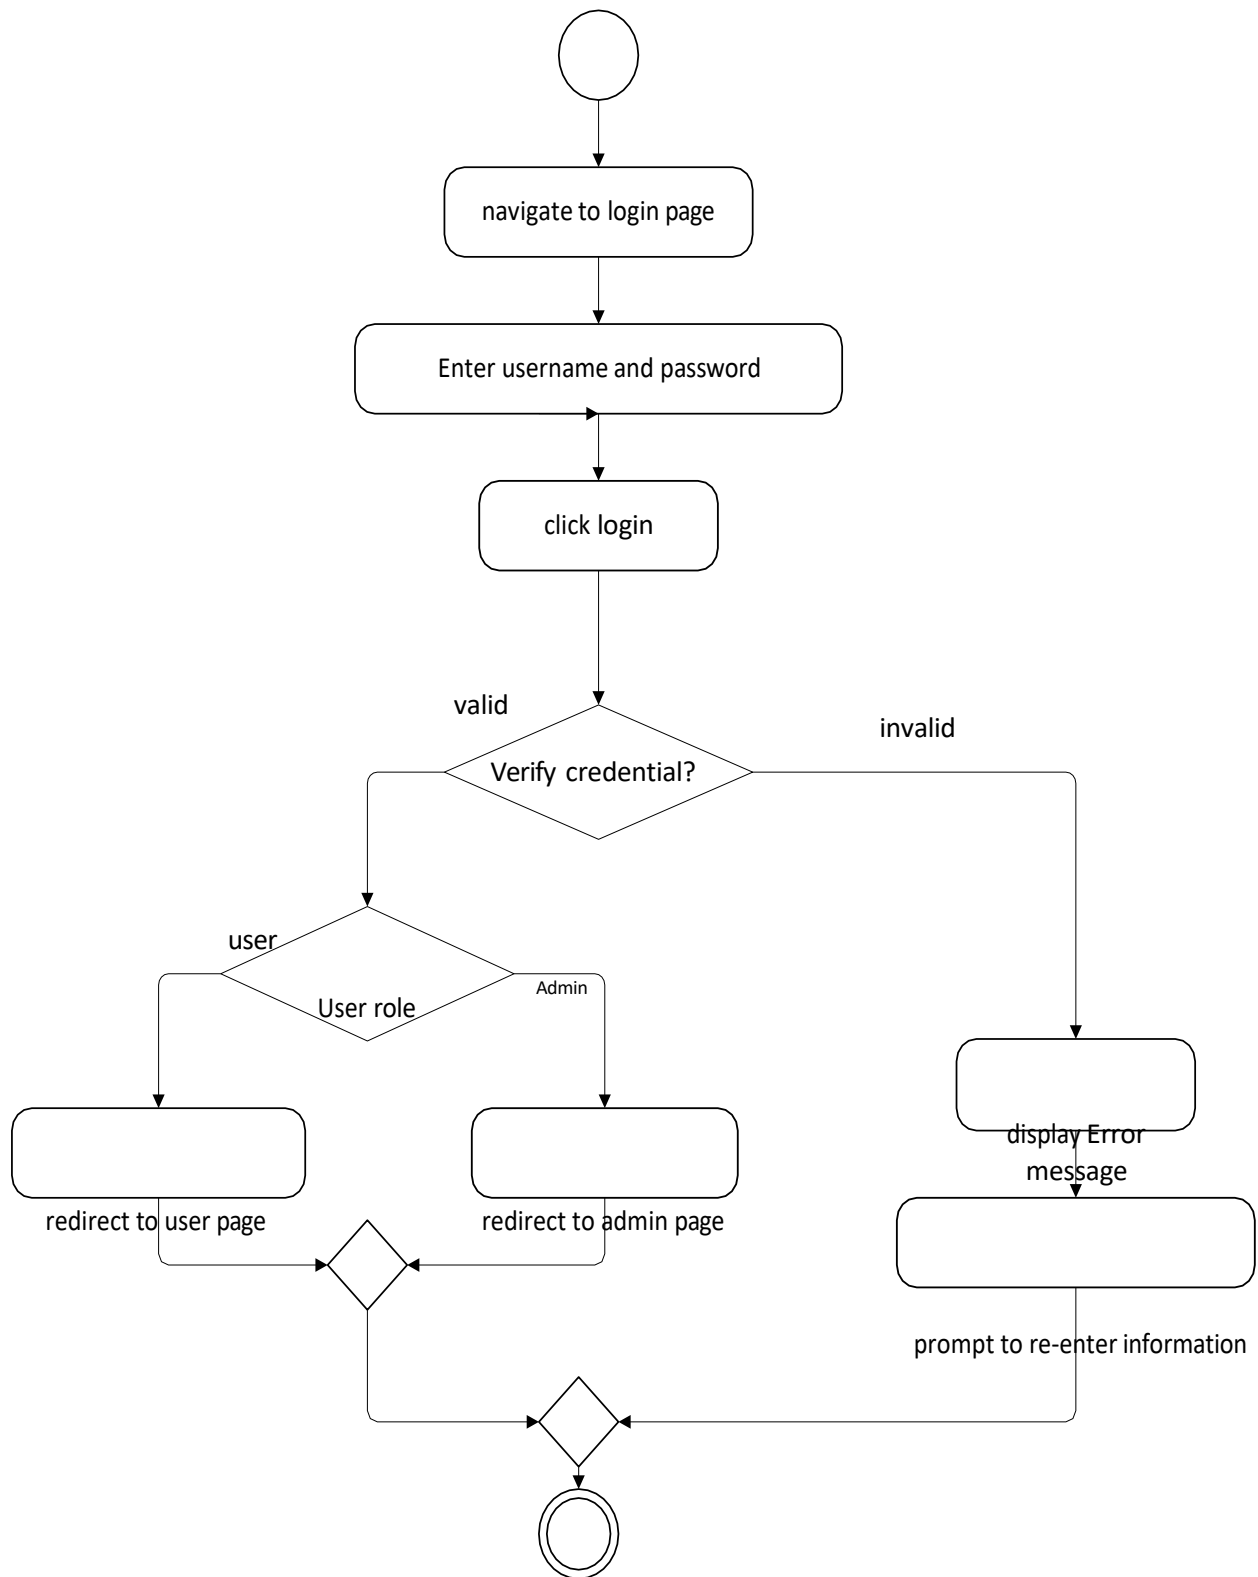 navigate to login page
Enter username and password
click login
valid
invalid
Verify credential?
user
Admin
User role
display Error
message
redirect to user page
redirect to admin page
prompt to re-enter information